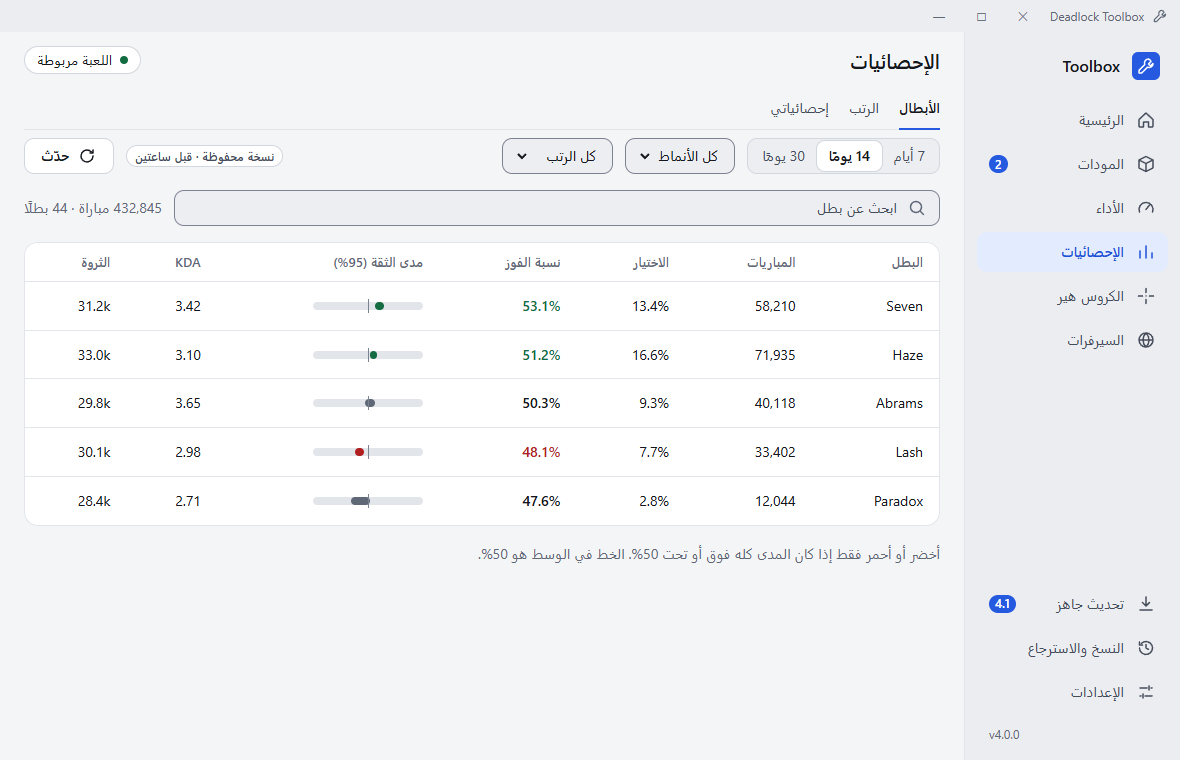 Deadlock Toolbox
Toolbox
الرئيسية
المودات 2
الأداء
الإحصائيات
الكروس هير
السيرفرات
تحديث جاهز 4.1
النسخ والاسترجاع
الإعدادات
v4.0.0
الإحصائيات
اللعبة مربوطة
الأبطال الرتب إحصائياتي
7 أيام 14 يومًا 30 يومًا كل الأنماط كل الرتب نسخة محفوظة · قبل ساعتين حدّث
ابحث عن بطل 432,845 مباراة · 44 بطلًا
البطل المباريات الاختيار نسبة الفوز مدى الثقة (95%) KDA الثروة
Seven 58,210 13.4% 53.1% 3.42 31.2k
Haze 71,935 16.6% 51.2% 3.10 33.0k
Abrams 40,118 9.3% 50.3% 3.65 29.8k
Lash 33,402 7.7% 48.1% 2.98 30.1k
Paradox 12,044 2.8% 47.6% 2.71 28.4k
أخضر أو أحمر فقط إذا كان المدى كله فوق أو تحت 50%. الخط في الوسط هو 50%.